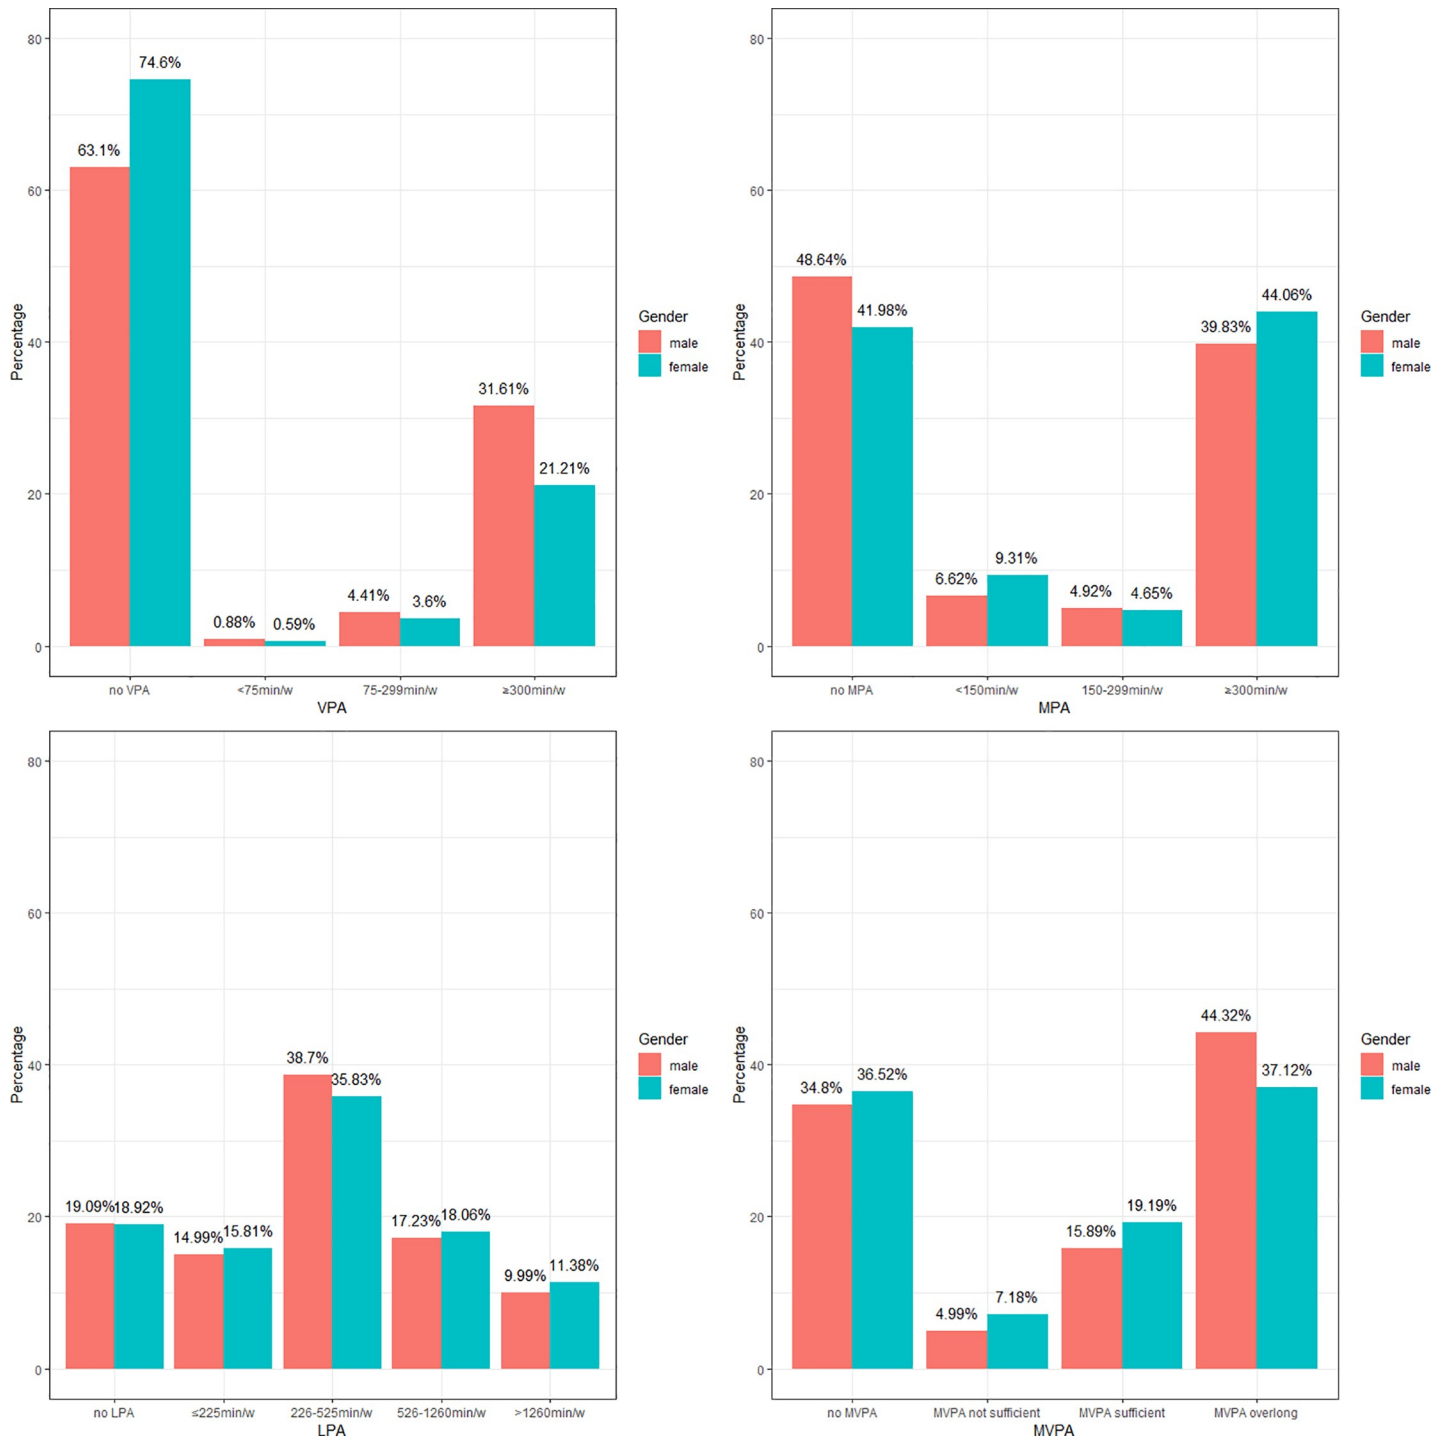 80
60
40
20
0
Percentage
74.6%
63.1%
31.61%
21.21%
4.41%
3.6%
0.88%
0.59%
no VPA
<75min/w
75-299min/w
≥300min/w
VPA
Gender
male
female
80
60
40
20
0
Percentage
48.64%
41.98%
44.06%
39.83%
9.31%
6.62%
4.92%
4.65%
no MPA
<150min/w
150-299min/w
≥300min/w
MPA
Gender
male
female
80
60
40
20
0
Percentage
38.7%
35.83%
19.09%
18.92%
14.99%
15.81%
17.23%
18.06%
9.99%
11.38%
no LPA
≤225min/w
226-525min/w
526-1260min/w
>1260min/w
LPA
Gender
male
female
80
60
40
20
0
Percentage
44.32%
37.12%
34.8%
36.52%
15.89%
19.19%
4.99%
7.18%
no MVPA
MVPA not sufficient
MVPA sufficient
MVPA overlong
MVPA
Gender
male
female